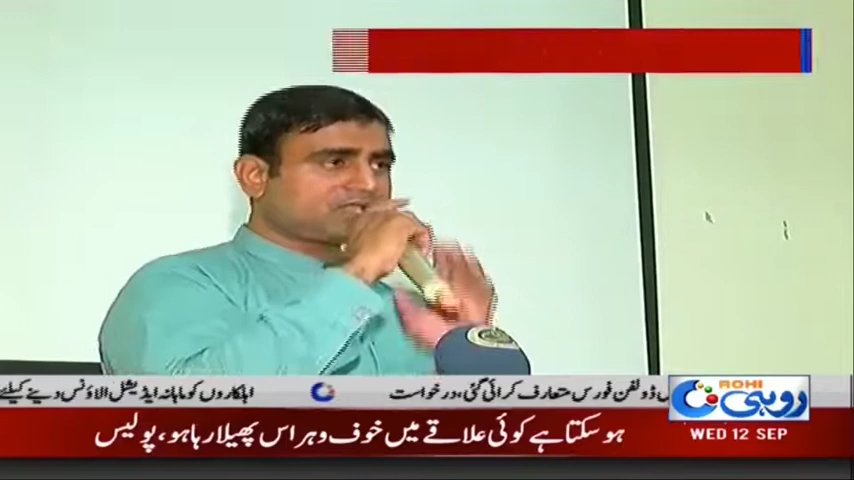 ڈولفن فورس متعارف کرائی گئی، درخواست
اہلکاروں کو ماہانہ ایڈیشنل الاؤنس دینے کیلئے
ROHI
روہی
ہو سکتا ہے کوئی علاقے میں خوف و ہراس پھیلا رہا ہو، پولیس
WED 12 SEP